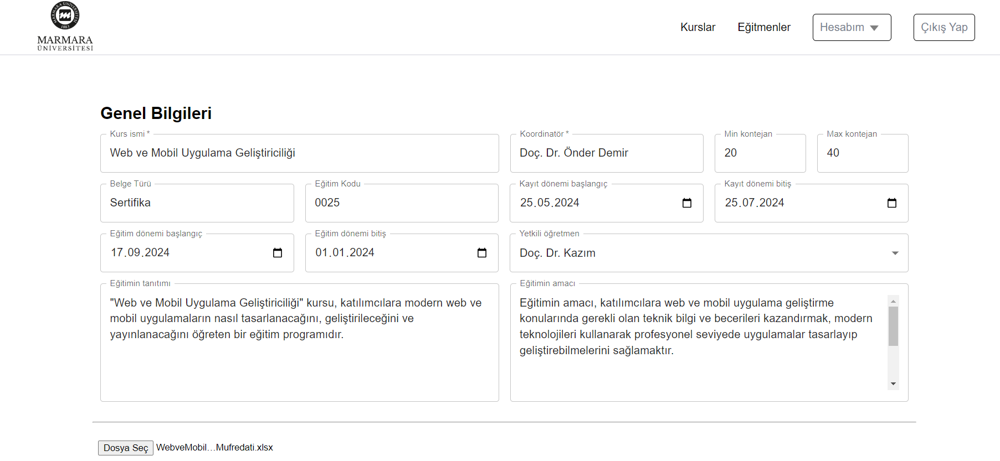 MARMARA ÜNİVERSİTESİ
1883
MARMARA
ÜNİVERSİTESİ
Kurslar
Eğitmenler
Hesabım
Çıkış Yap
Genel Bilgileri
Kurs ismi *
Web ve Mobil Uygulama Geliştiriciliği
Koordinatör *
Doç. Dr. Önder Demir
Min kontejan
20
Max kontejan
40
Belge Türü
Sertifika
Eğitim Kodu
0025
Kayıt dönemi başlangıç
25.05.2024
Kayıt dönemi bitiş
25.07.2024
Eğitim dönemi başlangıç
17.09.2024
Eğitim dönemi bitiş
01.01.2024
Yetkili öğretmen
Doç. Dr. Kazım
Eğitimin tanıtımı
"Web ve Mobil Uygulama Geliştiriciliği" kursu, katılımcılara modern web ve
mobil uygulamaların nasıl tasarlanacağını, geliştirileceğini ve
yayınlanacağını öğreten bir eğitim programıdır.
Eğitimin amacı
Eğitimin amacı, katılımcılara web ve mobil uygulama geliştirme
konularında gerekli olan teknik bilgi ve becerileri kazandırmak, modern
teknolojileri kullanarak profesyonel seviyede uygulamalar tasarlayıp
geliştirebilmelerini sağlamaktır.
Dosya Seç
WebveMobil…Mufredati.xlsx